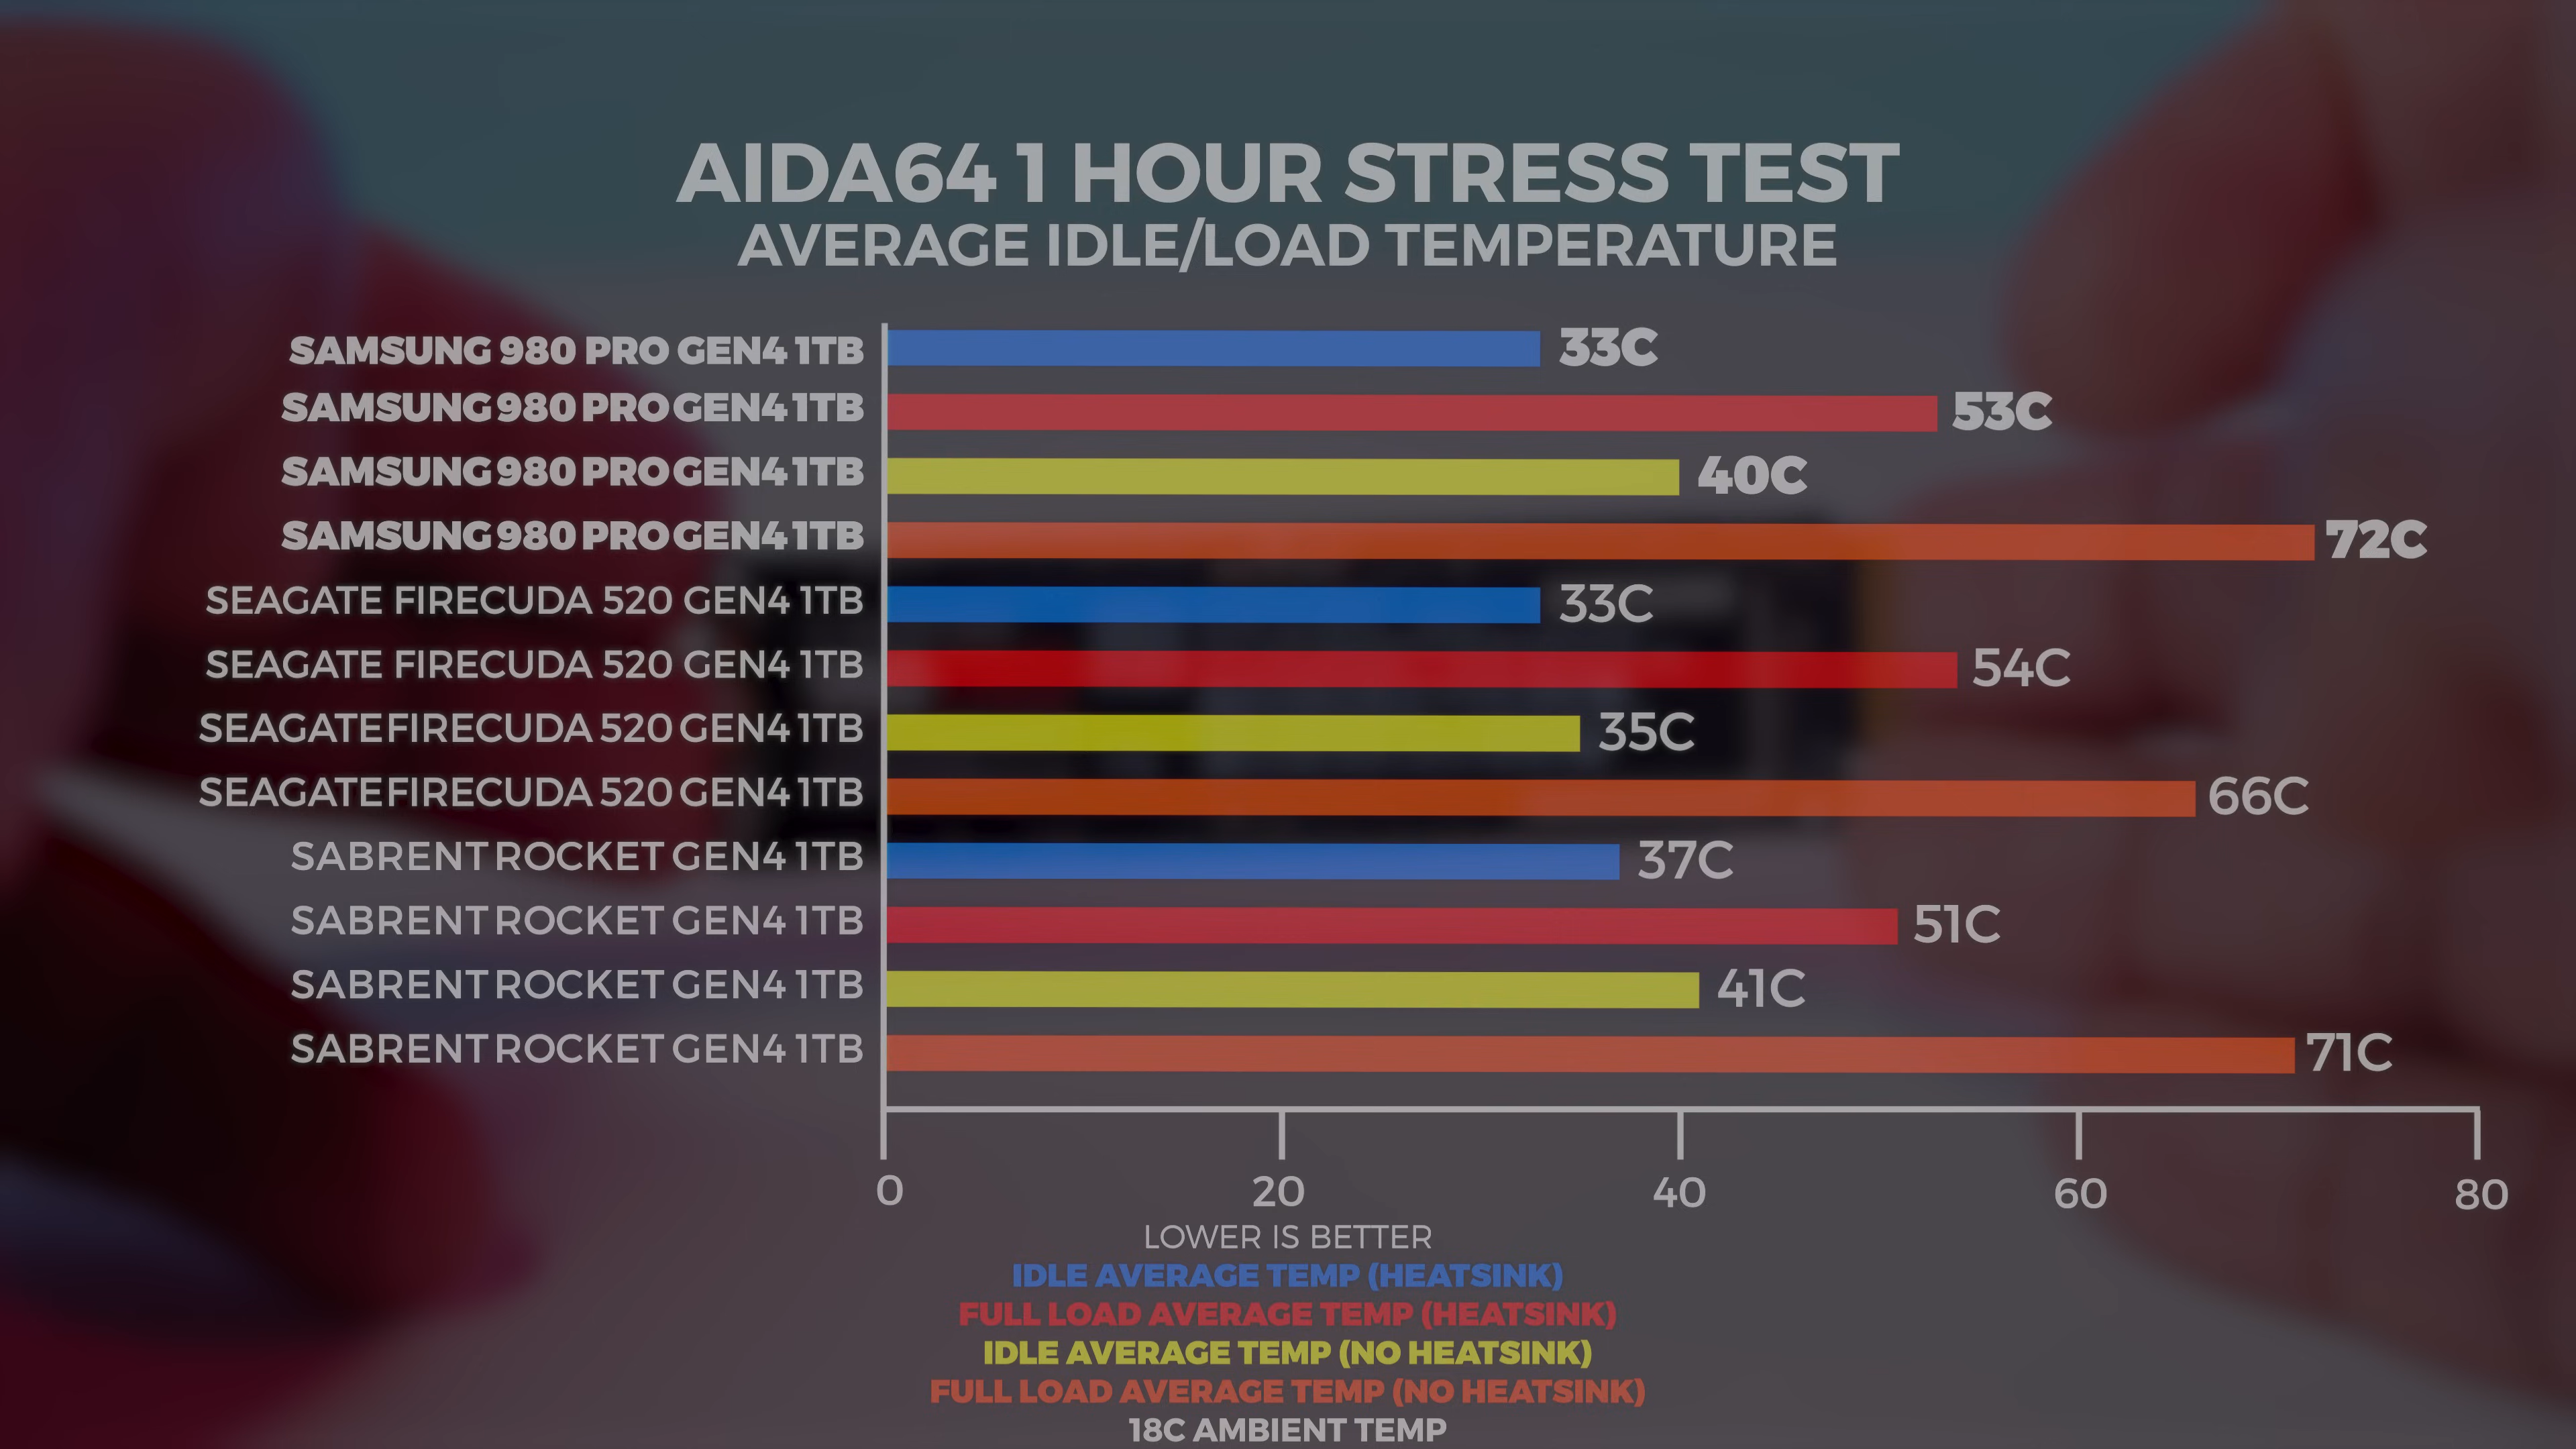 AIDA64 1 HOUR STRESS TEST
AVERAGE IDLE/LOAD TEMPERATURE
SAMSUNG 980 PRO GEN4 1TB 33C
SAMSUNG 980 PRO GEN4 1TB 53C
SAMSUNG 980 PRO GEN4 1TB 40C
SAMSUNG 980 PRO GEN4 1TB 72C
SEAGATE FIRECUDA 520 GEN4 1TB 33C
SEAGATE FIRECUDA 520 GEN4 1TB 54C
SEAGATE FIRECUDA 520 GEN4 1TB 35C
SEAGATE FIRECUDA 520 GEN4 1TB 66C
SABRENT ROCKET GEN4 1TB 37C
SABRENT ROCKET GEN4 1TB 51C
SABRENT ROCKET GEN4 1TB 41C
SABRENT ROCKET GEN4 1TB 71C
0 20 40 60 80
LOWER IS BETTER
IDLE AVERAGE TEMP (HEATSINK)
FULL LOAD AVERAGE TEMP (HEATSINK)
IDLE AVERAGE TEMP (NO HEATSINK)
FULL LOAD AVERAGE TEMP (NO HEATSINK)
18C AMBIENT TEMP